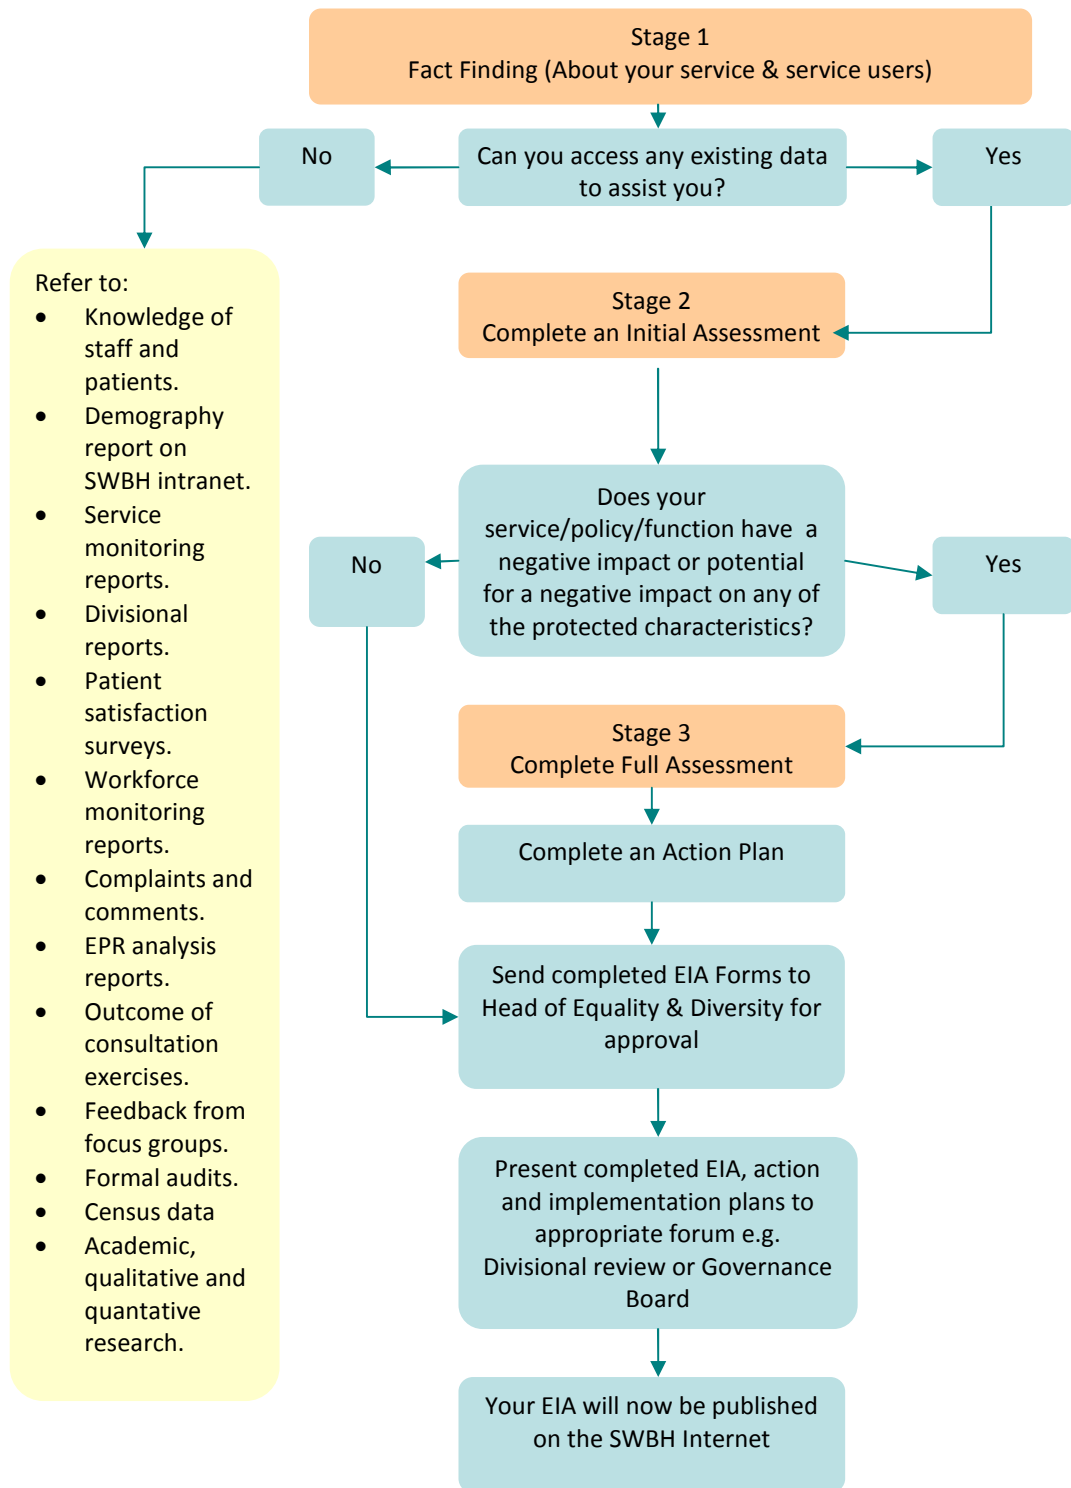 Stage 1
Fact Finding (About your service & service users)
No
Can you access any existing data
to assist you?
Yes
Refer to:
• Knowledge of
staff and
patients.
• Demography
report on
SWBH intranet.
• Service
monitoring
reports.
• Divisional
reports.
• Patient
satisfaction
surveys.
• Workforce
monitoring
reports.
• Complaints and
comments.
• EPR analysis
reports.
• Outcome of
consultation
exercises.
• Feedback from
focus groups.
• Formal audits.
• Census data
• Academic,
qualitative and
quantative
research.
Stage 2
Complete an Initial Assessment
No
Does your
service/policy/function have a
negative impact or potential
for a negative impact on any of
the protected characteristics?
Yes
Stage 3
Complete Full Assessment
Complete an Action Plan
Send completed EIA Forms to
Head of Equality & Diversity for
approval
Present completed EIA, action
and implementation plans to
appropriate forum e.g.
Divisional review or Governance
Board
Your EIA will now be published
on the SWBH Internet